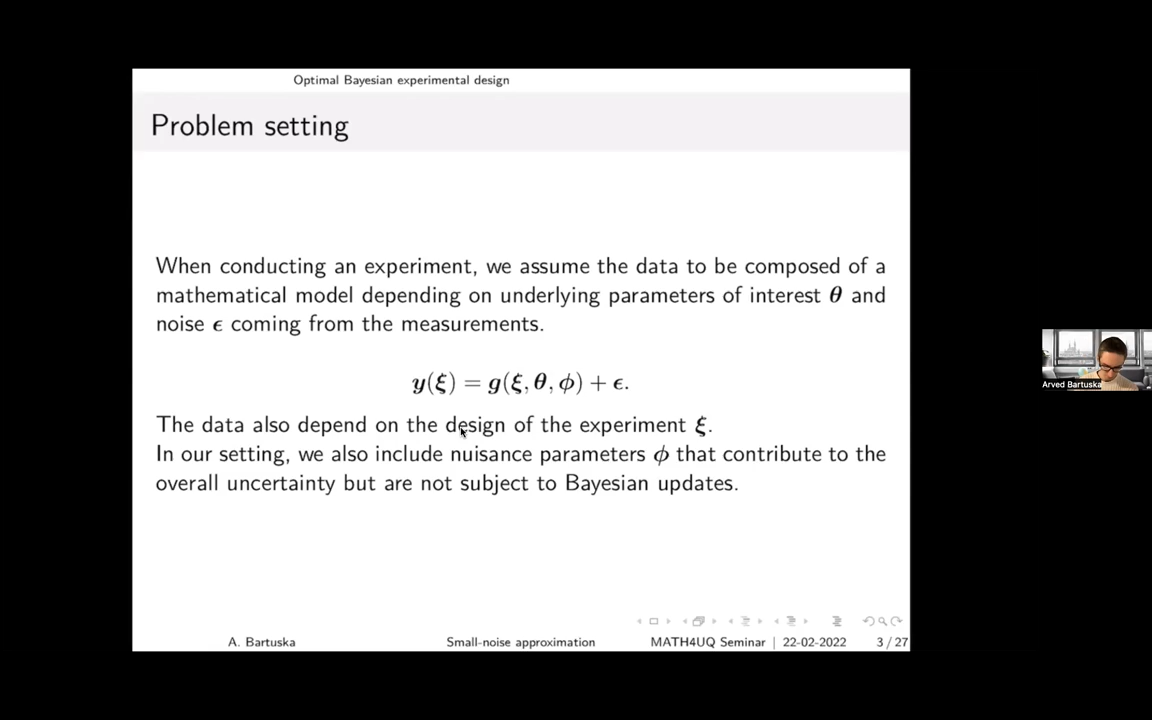 Optimal Bayesian experimental design
Problem setting
When conducting an experiment, we assume the data to be composed of a
mathematical model depending on underlying parameters of interest θ and
noise ϵ coming from the measurements.
y(ξ) = g(ξ, θ, ϕ) + ϵ.
The data also depend on the design of the experiment ξ.
In our setting, we also include nuisance parameters ϕ that contribute to the
overall uncertainty but are not subject to Bayesian updates.
A. Bartuska Small-noise approximation MATH4UQ Seminar | 22-02-2022 3 / 27
Arved Bartuska